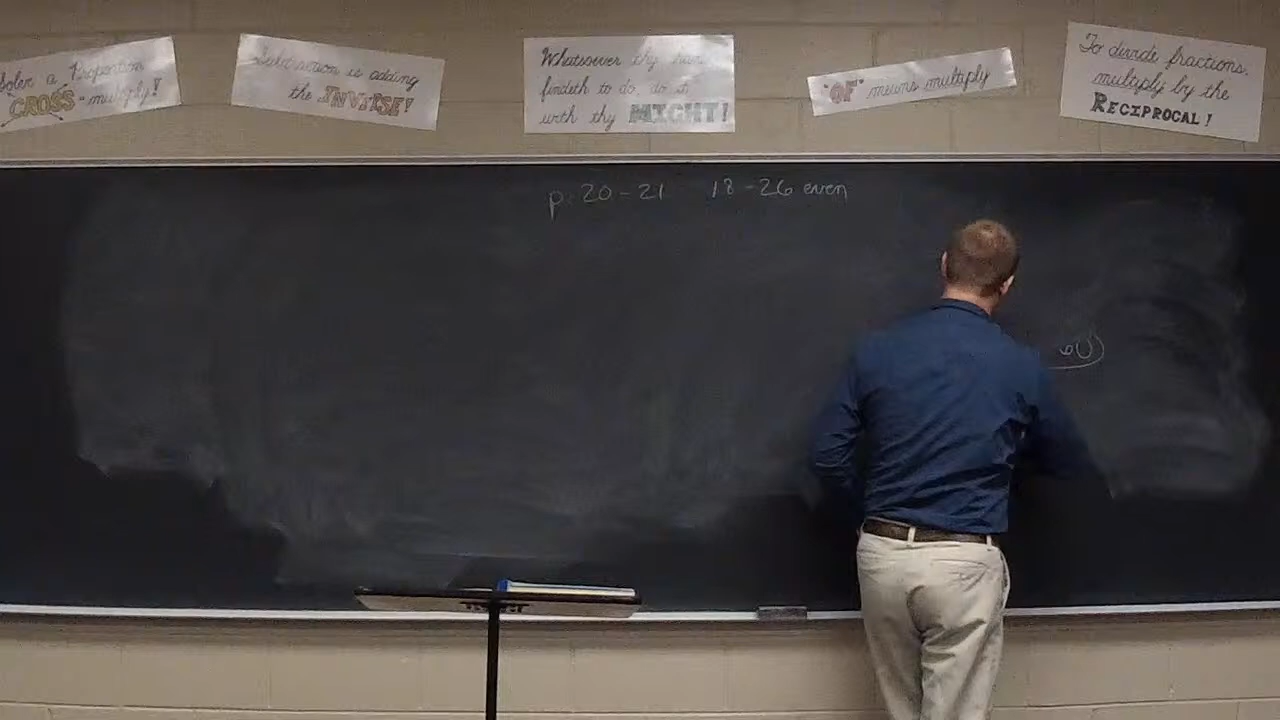 Solve a Proportion
"CROSS" multiply!
Subtraction is adding
the INVERSE!
Whatsoever thy
findeth to do, do it
with thy MIGHT!
"OF" means multiply
To divide fractions,
multiply by the
RECIPROCAL!
p. 20-21 18-26 even